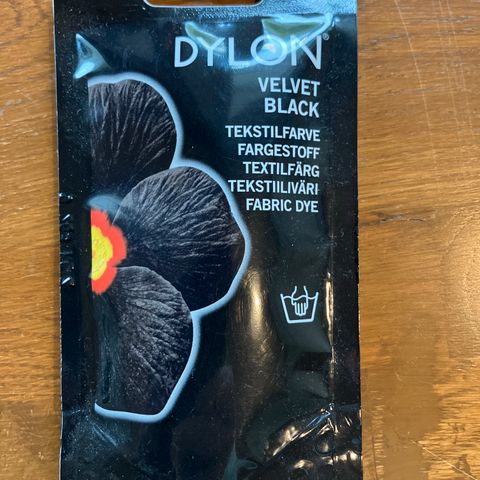 DYLON®
VELVET
BLACK
TEKSTILFARVE
FARGESTOFF
TEXTILFÄRG
TEKSTIILIVÄRI
FABRIC DYE